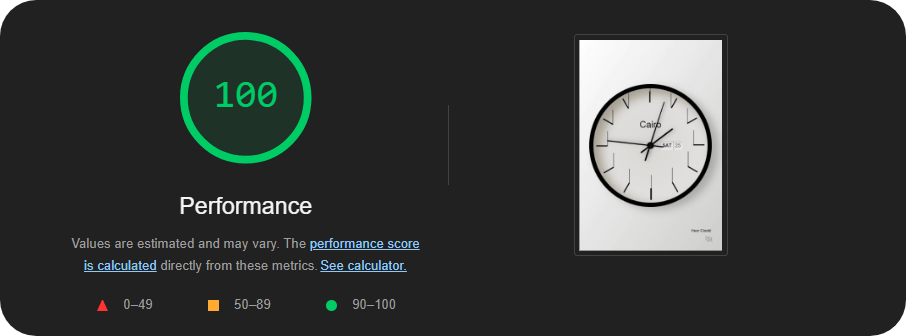 100
Performance
Values are estimated and may vary. The performance score
is calculated directly from these metrics. See calculator.
0–49
50–89
90–100
Cairo
SAT 26